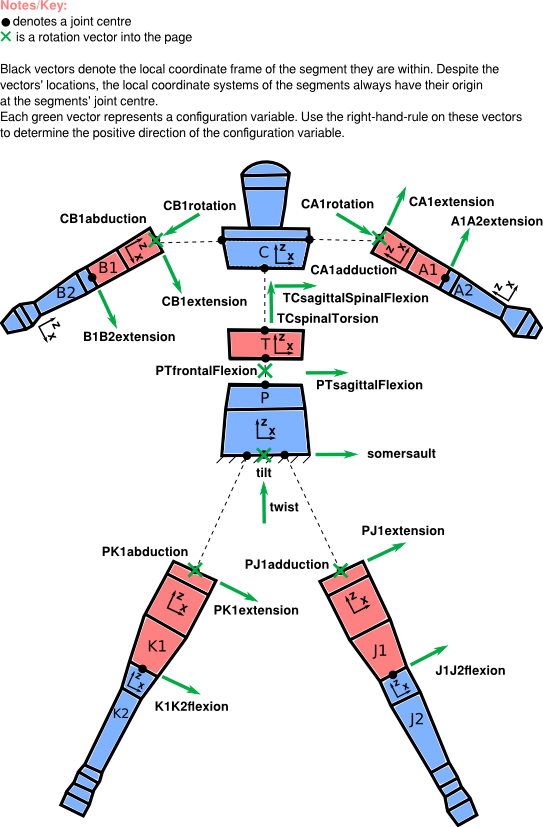 Notes/Key:
denotes a joint centre
is a rotation vector into the page
Black vectors denote the local coordinate frame of the segment they are within. Despite the
vectors' locations, the local coordinate systems of the segments always have their origin
at the segments' joint centre.
Each green vector represents a configuration variable. Use the right-hand-rule on these vectors
to determine the positive direction of the configuration variable.
CB1rotation
CA1rotation
CA1extension
CB1abduction
A1A2extension
C
z
x
z
x
B1
z
x
A1
CA1adduction
B2
A2
z
x
CB1extension
TCsagittalSpinalFlexion
z
x
TCspinalTorsion
B1B2extension
T
z
x
PTfrontalFlexion
PTsagittalFlexion
P
z
x
somersault
tilt
twist
PJ1extension
PK1abduction
PJ1adduction
z
x
PK1extension
z
x
K1
J1
J1J2flexion
z
x
z
x
K1K2flexion
K2
J2